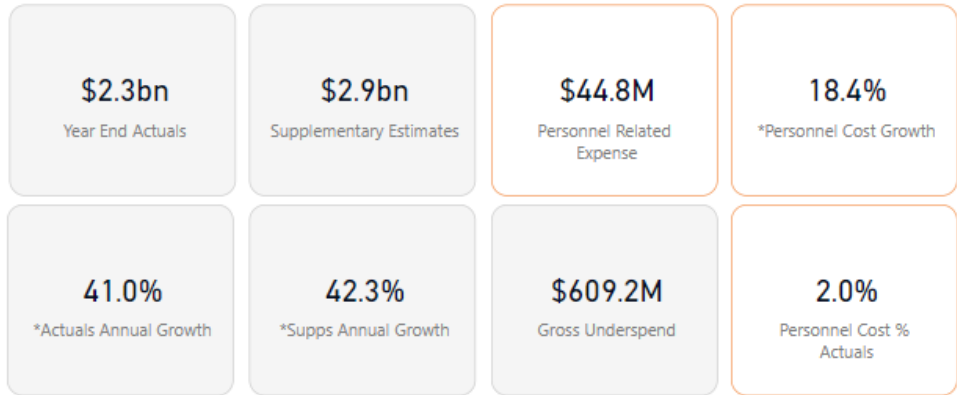 $2.3bn
Year End Actuals
$2.9bn
Supplementary Estimates
$44.8M
Personnel Related
Expense
18.4%
*Personnel Cost Growth
41.0%
*Actuals Annual Growth
42.3%
*Supps Annual Growth
$609.2M
Gross Underspend
2.0%
Personnel Cost %
Actuals